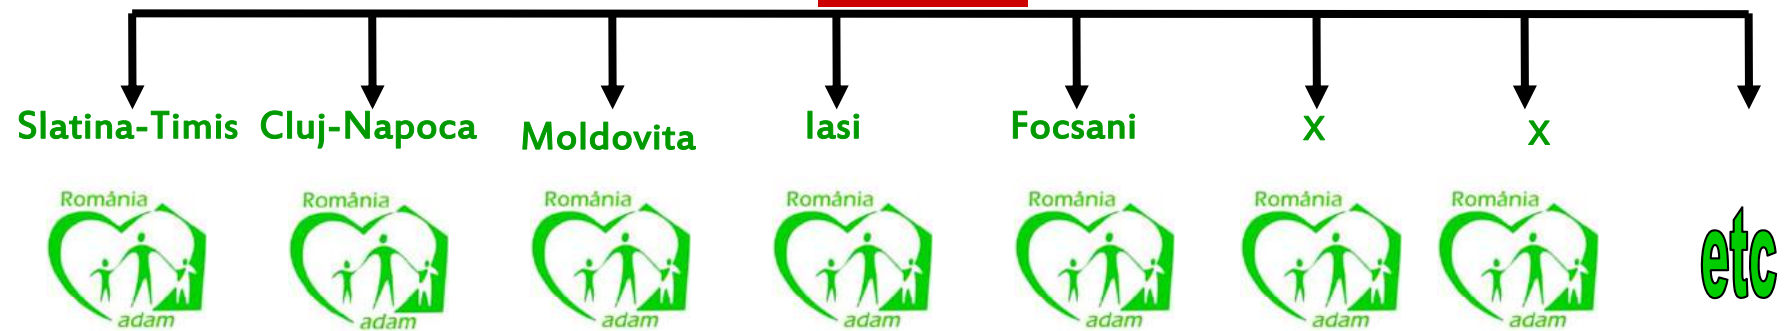 Slatina-Timis Cluj-Napoca Moldovita Iasi Focsani X X
România România România România România România România
adam adam adam adam adam adam adam
etc